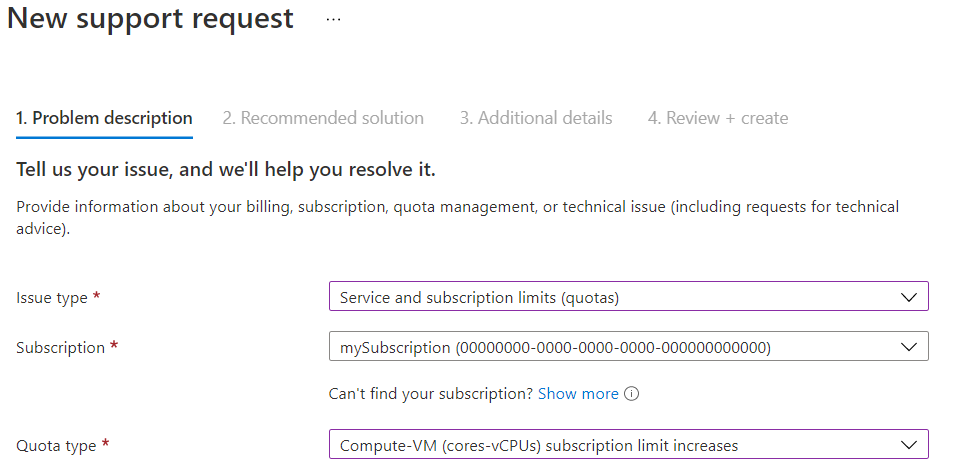 New support request ...
1. Problem description 2. Recommended solution 3. Additional details 4. Review + create
Tell us your issue, and we'll help you resolve it.
Provide information about your billing, subscription, quota management, or technical issue (including requests for technical
advice).
Issue type * Service and subscription limits (quotas)
Subscription * mySubscription (00000000-0000-0000-0000-000000000000)
Can't find your subscription? Show more
Quota type * Compute-VM (cores-vCPUs) subscription limit increases